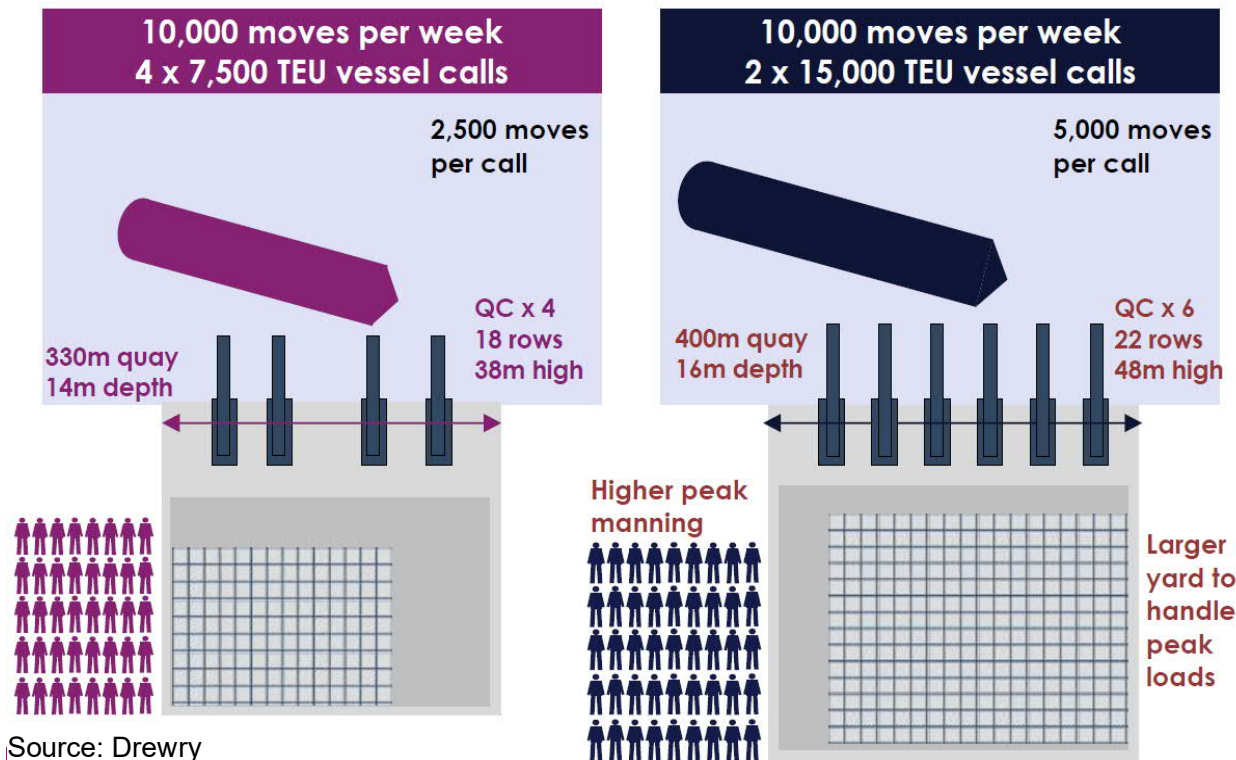 10,000 moves per week
4 x 7,500 TEU vessel calls
2,500 moves
per call
QC x 4
18 rows
38m high
330m quay
14m depth
10,000 moves per week
2 x 15,000 TEU vessel calls
5,000 moves
per call
QC x 6
22 rows
48m high
400m quay
16m depth
Higher peak
manning
Larger
yard to
handle
peak
loads
Source: Drewry